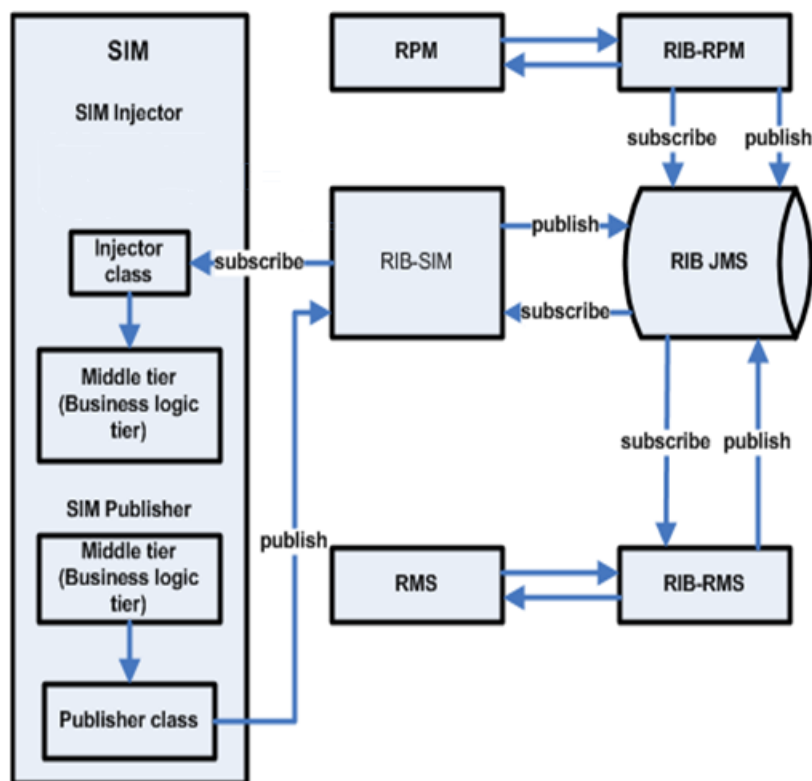 SIM
SIM Injector
Injector
class
Middle tier
(Business logic
tier)
SIM Publisher
Middle tier
(Business logic
tier)
Publisher class
subscribe
publish
RPM
RIB-RPM
subscribe
publish
RIB-SIM
publish
subscribe
RIB JMS
subscribe
publish
RMS
RIB-RMS